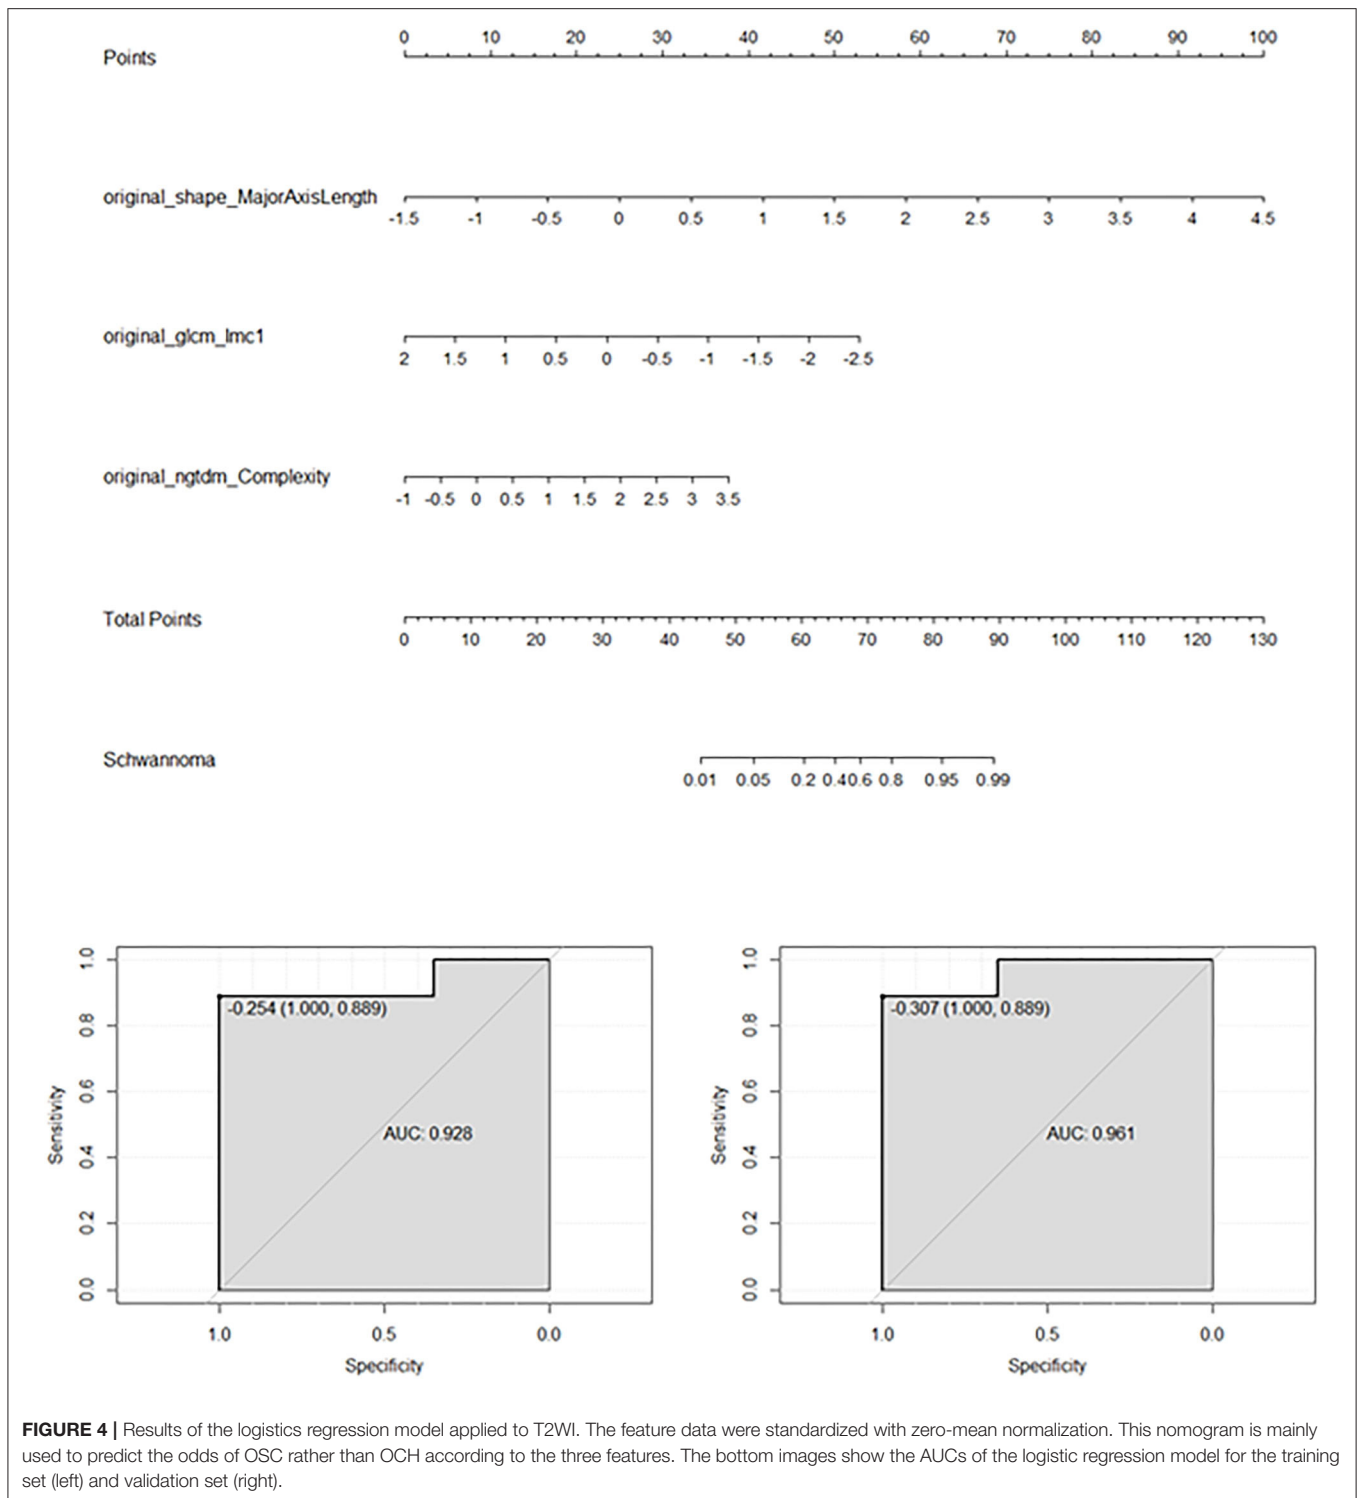 0 10 20 30 40 50 60 70 80 90 100
Points
original_shape_MajorAxisLength
-1.5 -1 -0.5 0 0.5 1 1.5 2 2.5 3 3.5 4 4.5
original_glcm_Imc1
2 1.5 1 0.5 0 -0.5 -1 -1.5 -2 -2.5
original_ngtdm_Complexity
-1 -0.5 0 0.5 1 1.5 2 2.5 3 3.5
Total Points
0 10 20 30 40 50 60 70 80 90 100 110 120 130
Schwannoma
0.01 0.05 0.2 0.4 0.6 0.8 0.95 0.99
Sensitivity
0.0 0.2 0.4 0.6 0.8 1.0
-0.254 (1.000, 0.889)
AUC: 0.928
1.0 0.5 0.0
Specificity
Sensitivity
0.0 0.2 0.4 0.6 0.8 1.0
-0.307 (1.000, 0.889)
AUC: 0.961
1.0 0.5 0.0
Specificity
FIGURE 4 | Results of the logistics regression model applied to T2WI. The feature data were standardized with zero-mean normalization. This nomogram is mainly
used to predict the odds of OSC rather than OCH according to the three features. The bottom images show the AUCs of the logistic regression model for the training
set (left) and validation set (right).